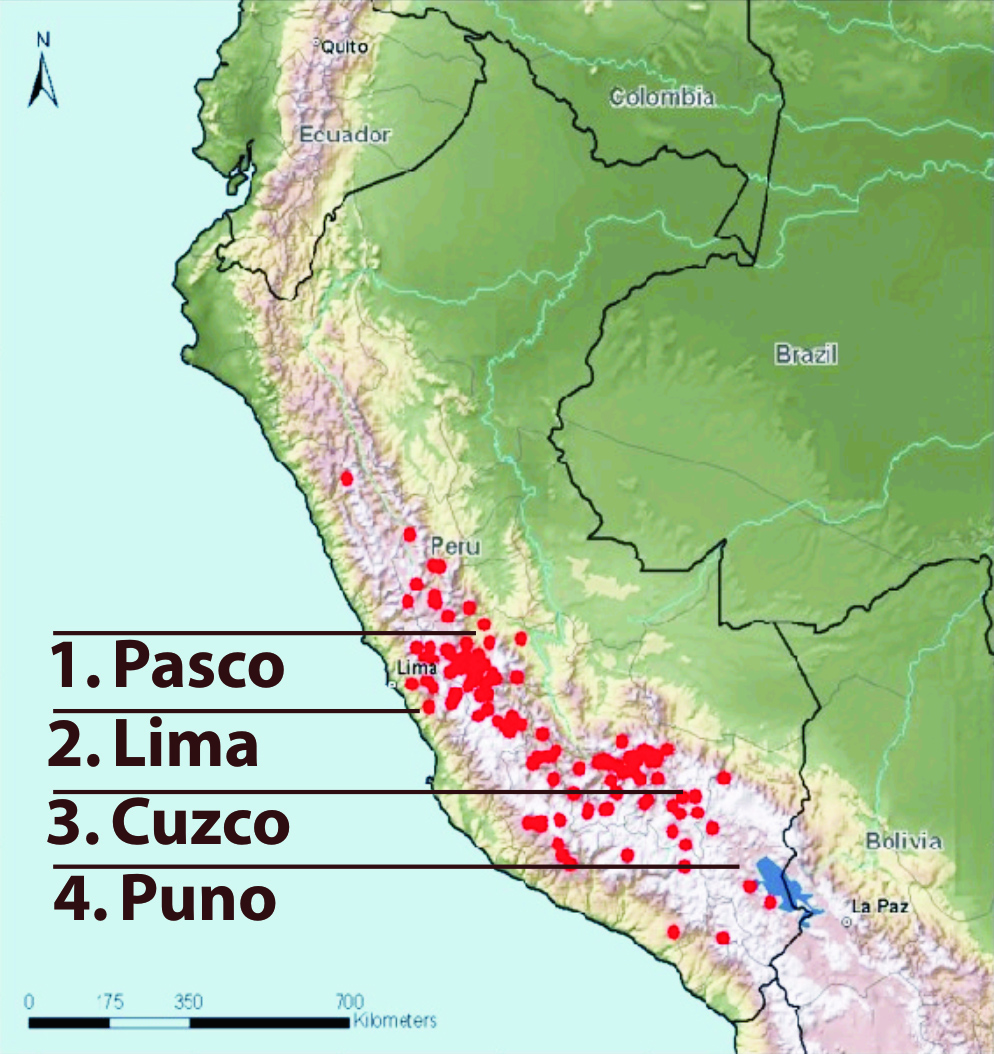 N
Quito
Colombia
Ecuador
Brazil
Peru
1. Pasco
Lima
2. Lima
3. Cuzco
Bolivia
4. Puno
La Paz
0 175 350 700
Kilometers